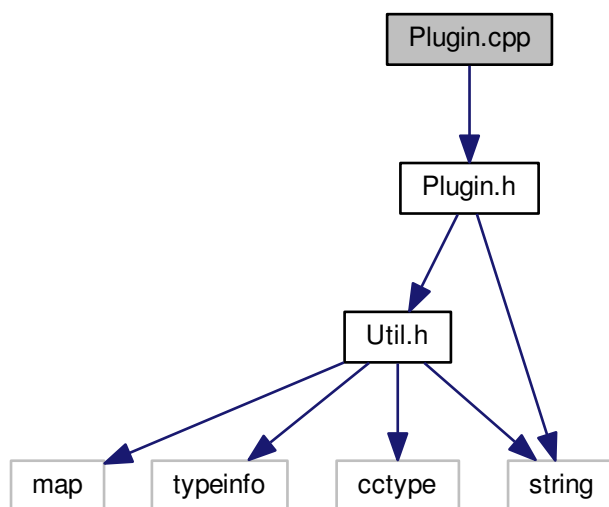 Plugin.cpp
Plugin.h
Util.h
map
typeinfo
cctype
string